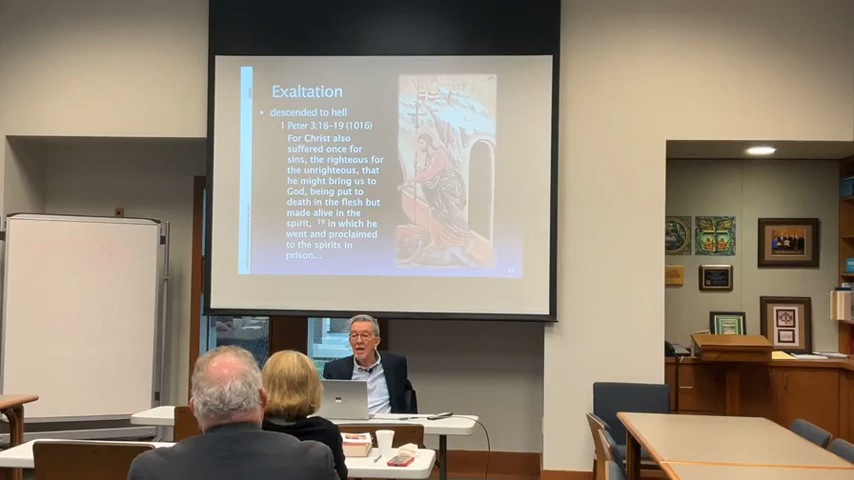 Exaltation
descended to hell
1 Peter 3:18-19 (1016)
For Christ also
suffered once for
sins, the righteous for
the unrighteous, that
he might bring us to
God, being put to
death in the flesh but
made alive in the
spirit, 19 in which he
went and proclaimed
to the spirits in
prison...